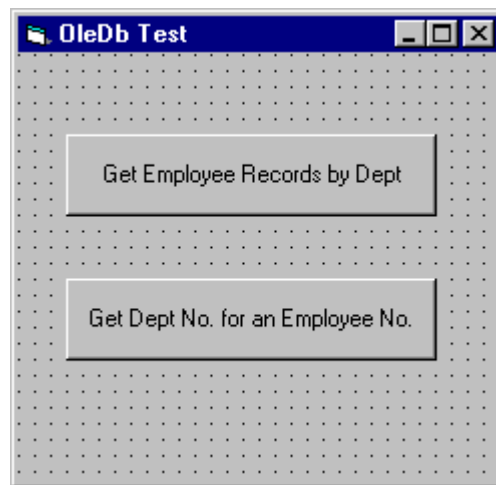 OleDb Test
Get Employee Records by Dept
Get Dept No. for an Employee No.